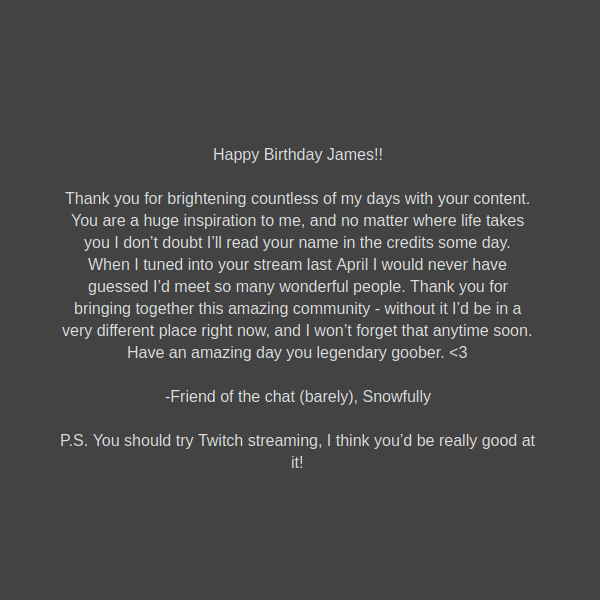 Happy Birthday James!!
Thank you for brightening countless of my days with your content.
You are a huge inspiration to me, and no matter where life takes
you I don’t doubt I’ll read your name in the credits some day.
When I tuned into your stream last April I would never have
guessed I’d meet so many wonderful people. Thank you for
bringing together this amazing community - without it I’d be in a
very different place right now, and I won’t forget that anytime soon.
Have an amazing day you legendary goober. <3
-Friend of the chat (barely), Snowfully
P.S. You should try Twitch streaming, I think you’d be really good at
it!